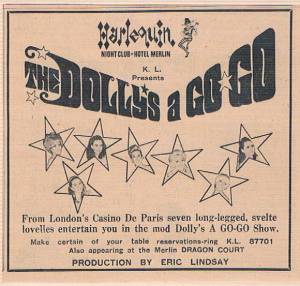 Harlequin
NIGHT CLUB-HOTEL MERLIN
K. L.
Presents
THE DOLLY'S a GO GO
From London's Casino De Paris seven long-legged, svelte
lovelies entertain you in the mod Dolly's A GO-GO Show.
Make certain of your table reservations-ring K.L. 87701
Also appearing at the Merlin DRAGON COURT
PRODUCTION BY ERIC LINDSAY